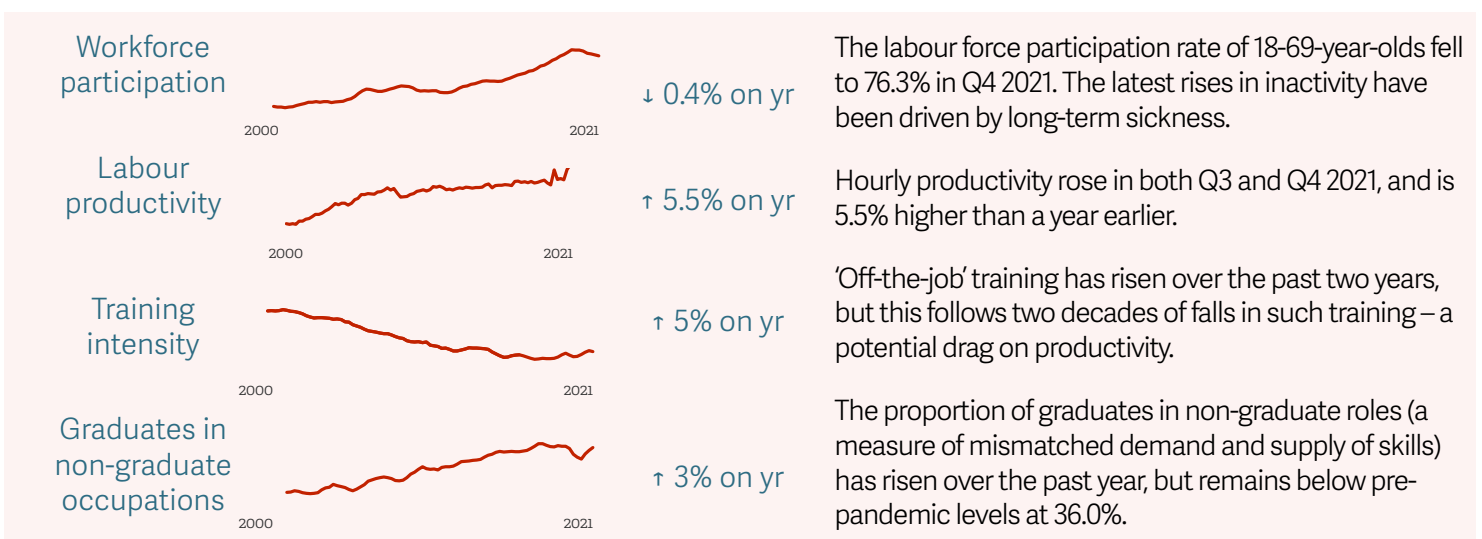 Workforce
participation
2000
2021
↓ 0.4% on yr
The labour force participation rate of 18-69-year-olds fell
to 76.3% in Q4 2021. The latest rises in inactivity have
been driven by long-term sickness.
Labour
productivity
2000
2021
↑ 5.5% on yr
Hourly productivity rose in both Q3 and Q4 2021, and is
5.5% higher than a year earlier.
Training
intensity
2000
2021
↑ 5% on yr
‘Off-the-job’ training has risen over the past two years,
but this follows two decades of falls in such training – a
potential drag on productivity.
Graduates in
non-graduate
occupations
2000
2021
↑ 3% on yr
The proportion of graduates in non-graduate roles (a
measure of mismatched demand and supply of skills)
has risen over the past year, but remains below pre-
pandemic levels at 36.0%.